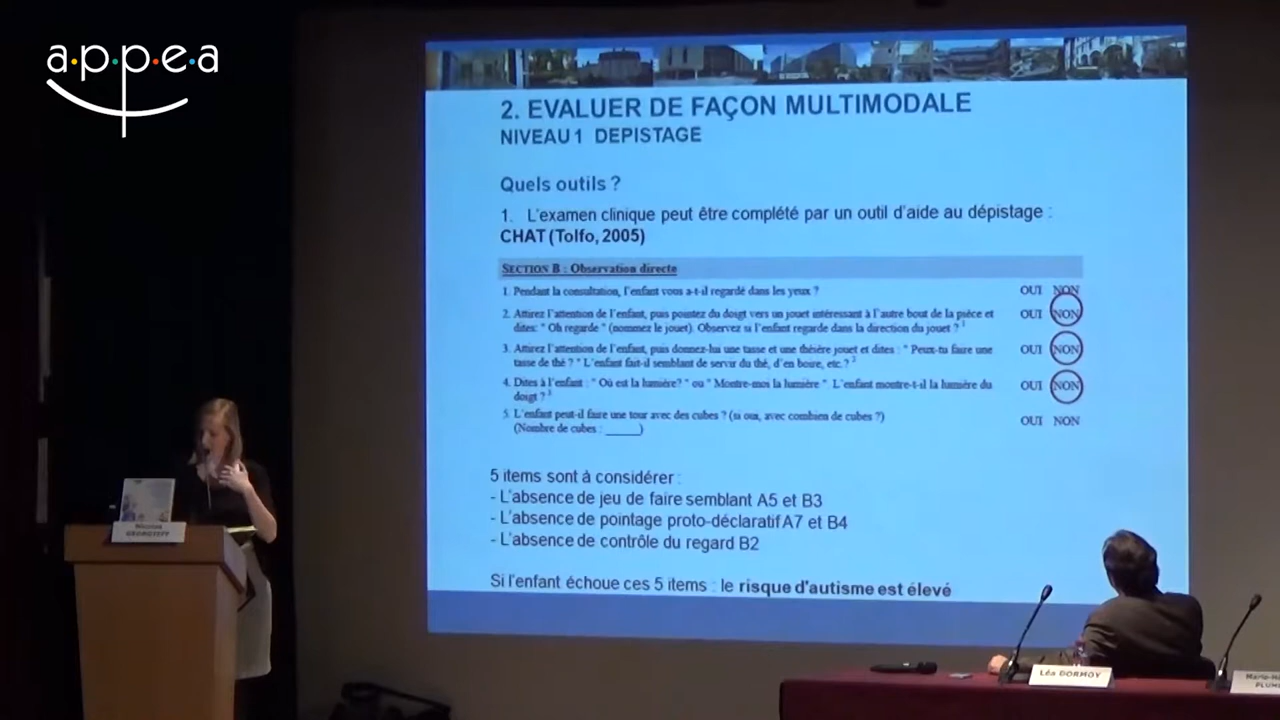 a·p·p·e·a
2. EVALUER DE FAÇON MULTIMODALE
NIVEAU 1 DEPISTAGE
Quels outils ?
1. L'examen clinique peut être complété par un outil d'aide au dépistage :
CHAT (Tolfo, 2005)
SECTION B : Observation directe
1. Pendant la consultation, l'enfant vous a-t-il regardé dans les yeux ? OUI NON
2. Attirez l'attention de l'enfant, puis pointez du doigt vers un jouet intéressant à l'autre bout de la pièce et OUI NON
dites: " Oh regarde " (nommez le jouet). Observez si l'enfant regarde dans la direction du jouet ? 1
3. Attirez l'attention de l'enfant, puis donnez-lui une tasse et une théière jouet et dites : " Peux-tu faire une OUI NON
tasse de thé ? " L'enfant fait-il semblant de servir du thé, d'en boire, etc. ? 2
4. Dites à l'enfant : " Où est la lumière? " ou " Montre-moi la lumière ". L'enfant montre-t-il la lumière du OUI NON
doigt ? 3
5. L'enfant peut-il faire une tour avec des cubes ? (si oui, avec combien de cubes ?) OUI NON
(Nombre de cubes : _____)
5 items sont à considérer :
- L'absence de jeu de faire semblant A5 et B3
- L'absence de pointage proto-déclaratif A7 et B4
- L'absence de contrôle du regard B2
Si l'enfant échoue ces 5 items : le risque d'autisme est élevé
Nicolas
GEORGIEFF
Léa DORMOY